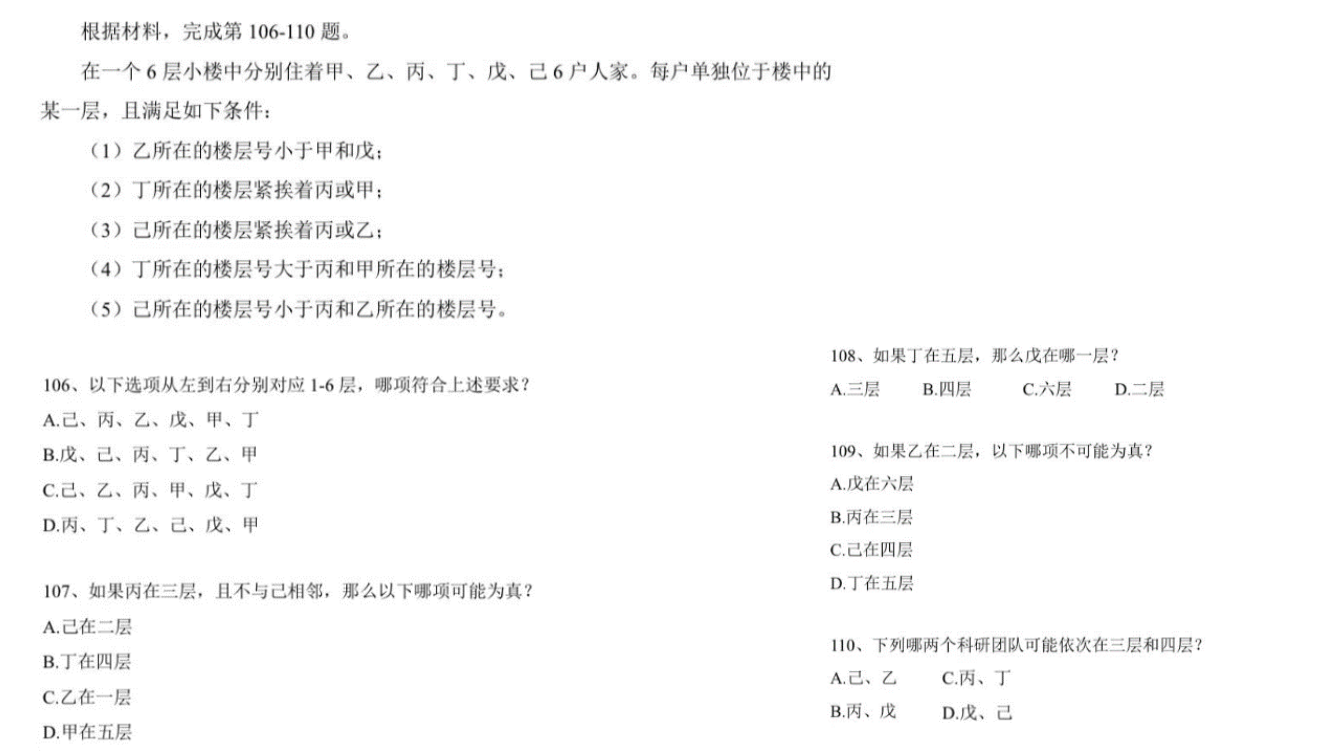 根据材料，完成第 106-110 题。
在一个 6 层小楼中分别住着甲、乙、丙、丁、戊、己 6 户人家。每户单独位于楼中的
某一层，且满足如下条件：
（1）乙所在的楼层号小于甲和戊；
（2）丁所在的楼层紧挨着丙或甲；
（3）己所在的楼层紧挨着丙或乙；
（4）丁所在的楼层号大于丙和甲所在的楼层号；
（5）己所在的楼层号小于丙和乙所在的楼层号。
106、以下选项从左到右分别对应 1-6 层，哪项符合上述要求？
A.己、丙、乙、戊、甲、丁
B.戊、己、丙、丁、乙、甲
C.己、乙、丙、甲、戊、丁
D.丙、丁、乙、己、戊、甲
107、如果丙在三层，且不与己相邻，那么以下哪项可能为真？
A.己在二层
B.丁在四层
C.乙在一层
D.甲在五层
108、如果丁在五层，那么戊在哪一层？
A.三层 B.四层 C.六层 D.二层
109、如果乙在二层，以下哪项不可能为真？
A.戊在六层
B.丙在三层
C.己在四层
D.丁在五层
110、下列哪两个科研团队可能依次在三层和四层？
A.己、乙 C.丙、丁
B.丙、戊 D.戊、己